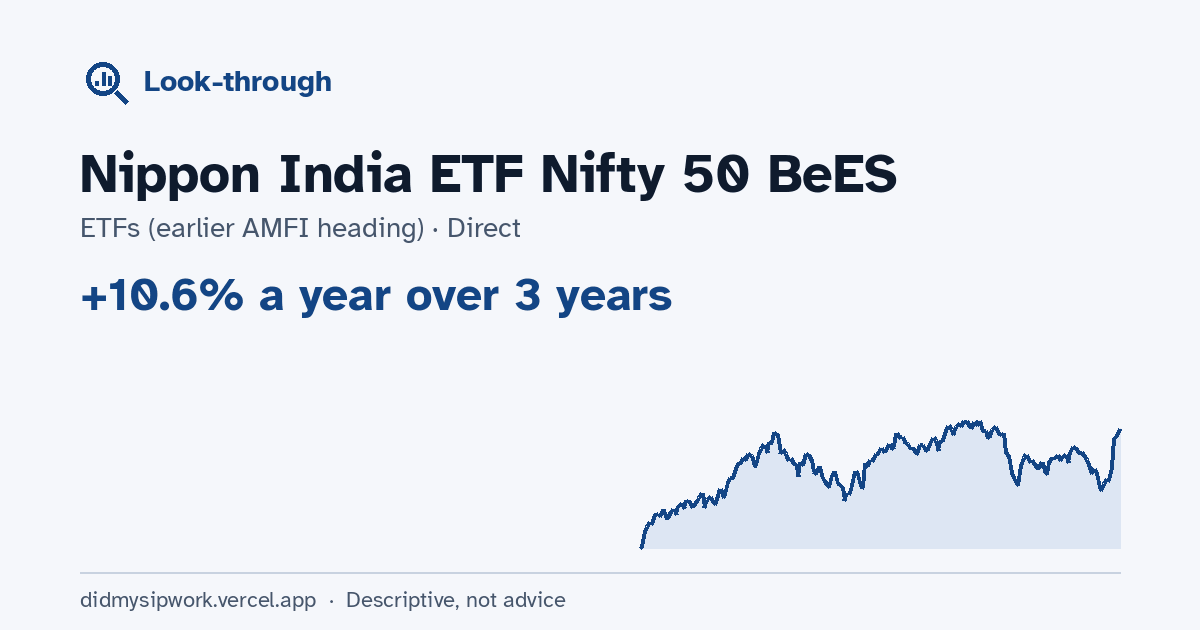 Look-through
Nippon India ETF Nifty 50 BeES
ETFs (earlier AMFI heading) · Direct
+10.6% a year over 3 years
didmysipwork.vercel.app · Descriptive, not advice